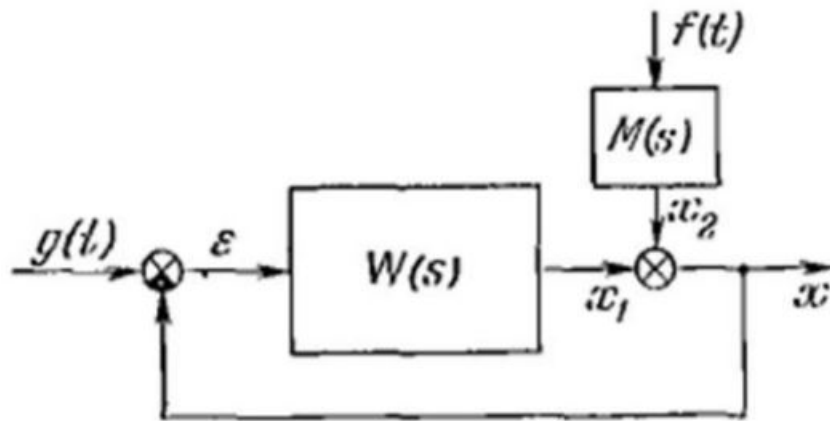 f(t)
M(s)
x₂
g(t)
ε
W(s)
x₁
x